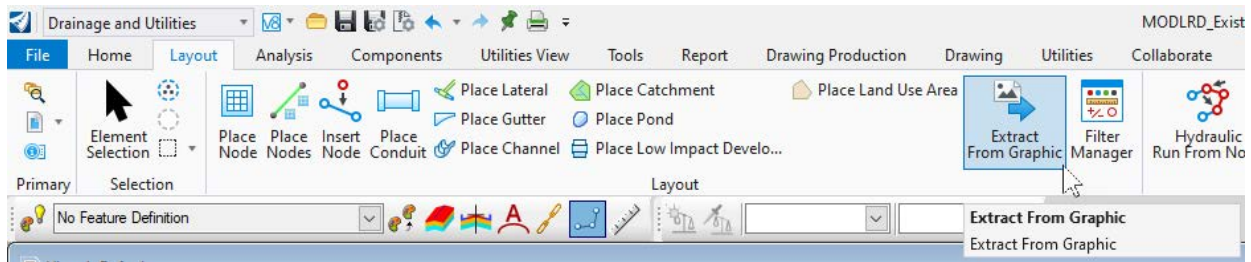 Drainage and Utilities
V8
MODLRD_Exist
File Home Layout Analysis Components Utilities View Tools Report Drawing Production Drawing Utilities Collaborate
Place Lateral Place Catchment Place Land Use Area
Place Gutter Place Pond
Place Channel Place Low Impact Develo...
Element Selection
Place Node
Place Nodes
Insert Node
Place Conduit
Extract From Graphic
Filter Manager
Hydraulic Run From No
Primary Selection Layout
No Feature Definition
A
Extract From Graphic
Extract From Graphic